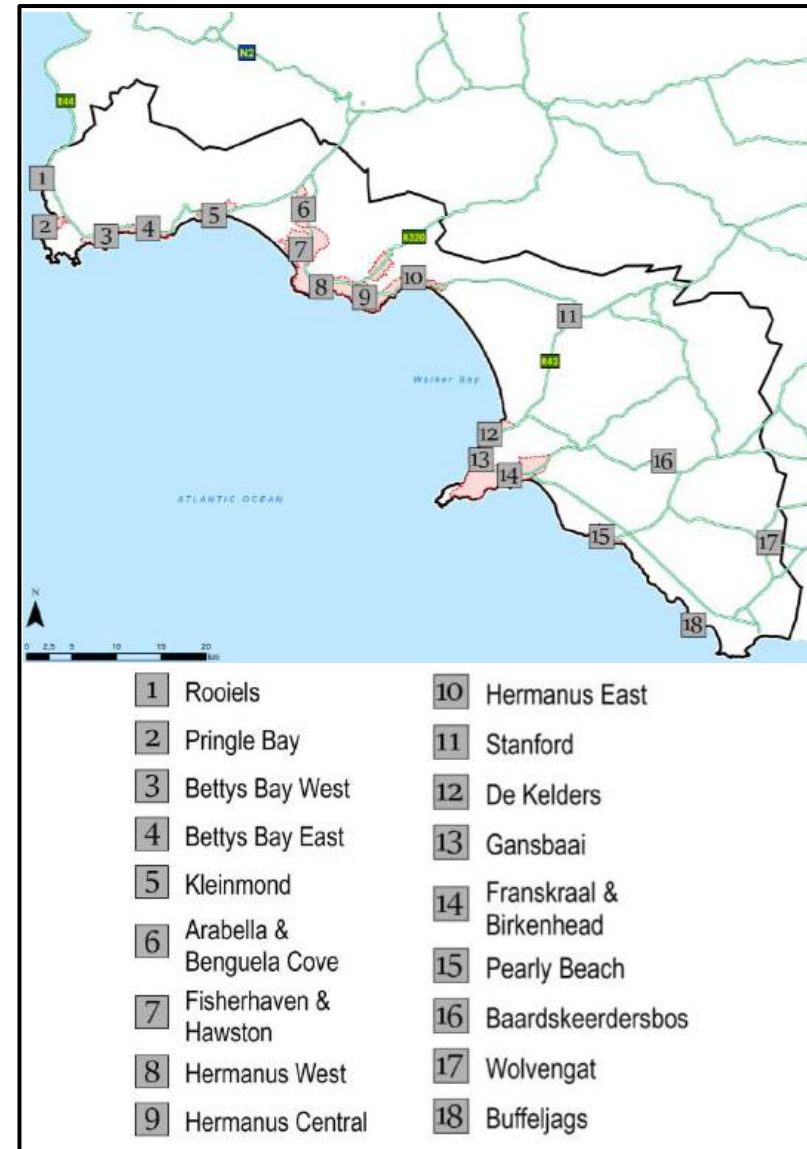 N2
R44
1
2
3
4
5
6
7
8
9
10
R320
11
R43
Walker Bay
12
13
14
16
ATLANTIC OCEAN
15
17
18
N
0 2,5 5 10 15 20
km
1 Rooiels
2 Pringle Bay
3 Bettys Bay West
4 Bettys Bay East
5 Kleinmond
6 Arabella &
Benguela Cove
7 Fisherhaven &
Hawston
8 Hermanus West
9 Hermanus Central
10 Hermanus East
11 Stanford
12 De Kelders
13 Gansbaai
14 Franskraal &
Birkenhead
15 Pearly Beach
16 Baardskeerdersbos
17 Wolvengat
18 Buffeljags